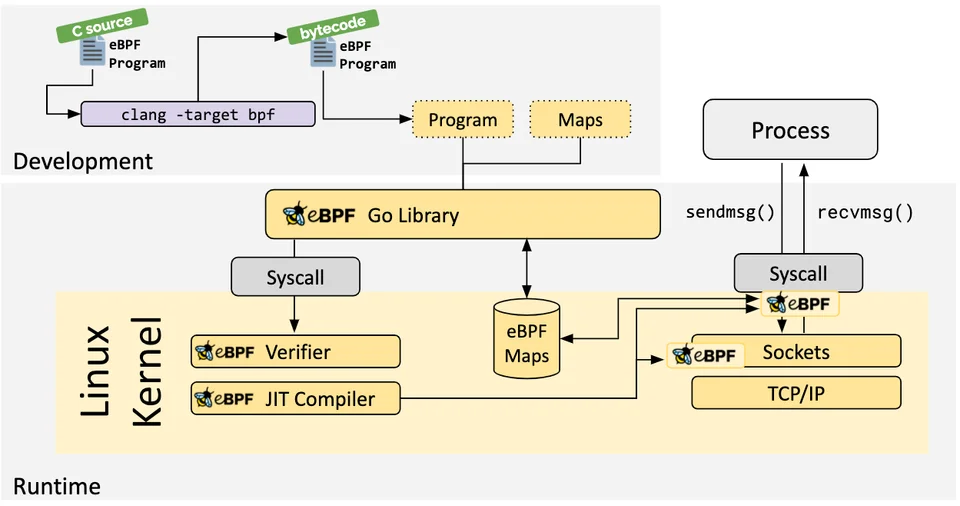 C source
eBPF
Program
bytecode
eBPF
Program
clang -target bpf
Program
Maps
Development
Process
eBPF Go Library
sendmsg()
recvmsg()
Syscall
Syscall
eBPF
Linux
Kernel
eBPF
Maps
eBPF Verifier
eBPF
Sockets
eBPF JIT Compiler
TCP/IP
Runtime